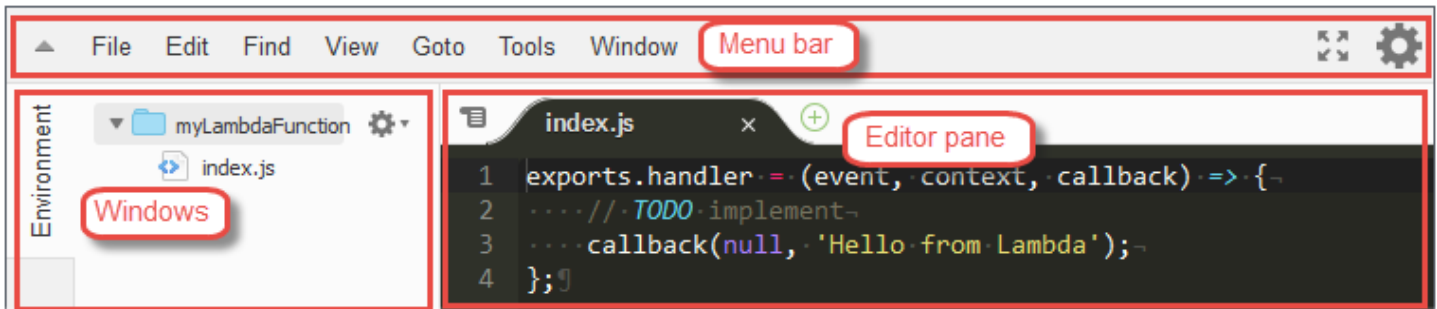 File Edit Find View Goto Tools Window Menu bar
Environment
myLambdaFunction
index.js
Windows
index.js x
Editor pane
1 exports.handler = (event, context, callback) => {
2 // TODO implement
3 callback(null, 'Hello from Lambda');
4 };